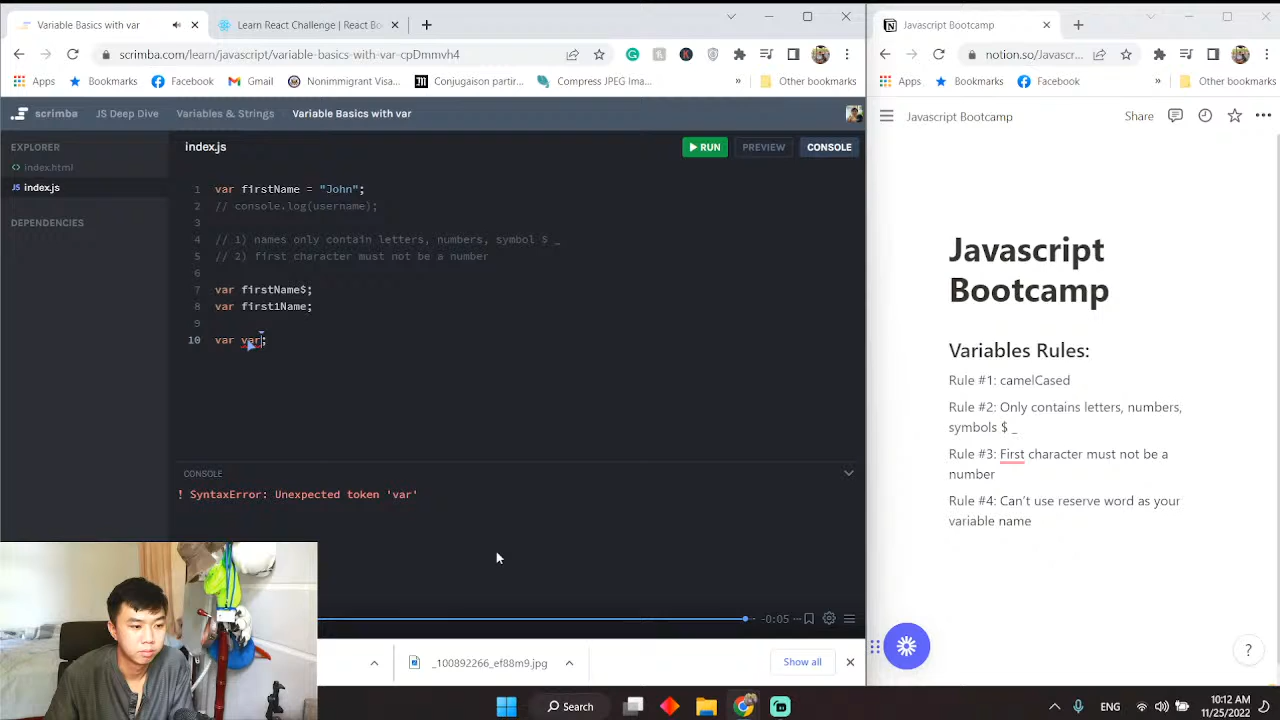 Variable Basics with var
Learn React Challenge | React Bo
Javascript Bootcamp
scrimba.com/learn/javascript/variable-basics-with-var-cpDmmvh4
notion.so/Javascr...
Apps
Bookmarks
Facebook
Gmail
Nonimmigrant Visa...
Conjugaison partir...
Compress JPEG Ima...
»
Other bookmarks
Apps
Bookmarks
Facebook
»
Other bookmarks
scrimba
JS Deep Dive
Variables & Strings
Variable Basics with var
Javascript Bootcamp
Share
EXPLORER
<> index.html
JS index.js
DEPENDENCIES
index.js
RUN
PREVIEW
CONSOLE
1 var firstName = "John";
2 // console.log(username);
3
4 // 1) names only contain letters, numbers, symbol $ _
5 // 2) first character must not be a number
6
7 var firstName$;
8 var first1Name;
9
10 var var;
CONSOLE
! SyntaxError: Unexpected token 'var'
-0:05
Javascript
Bootcamp
Variables Rules:
Rule #1: camelCased
Rule #2: Only contains letters, numbers,
symbols $ _
Rule #3: First character must not be a
number
Rule #4: Can't use reserve word as your
variable name
?
_100892266_ef88m9.jpg
Show all
Search
ENG
10:12 AM
11/25/2022